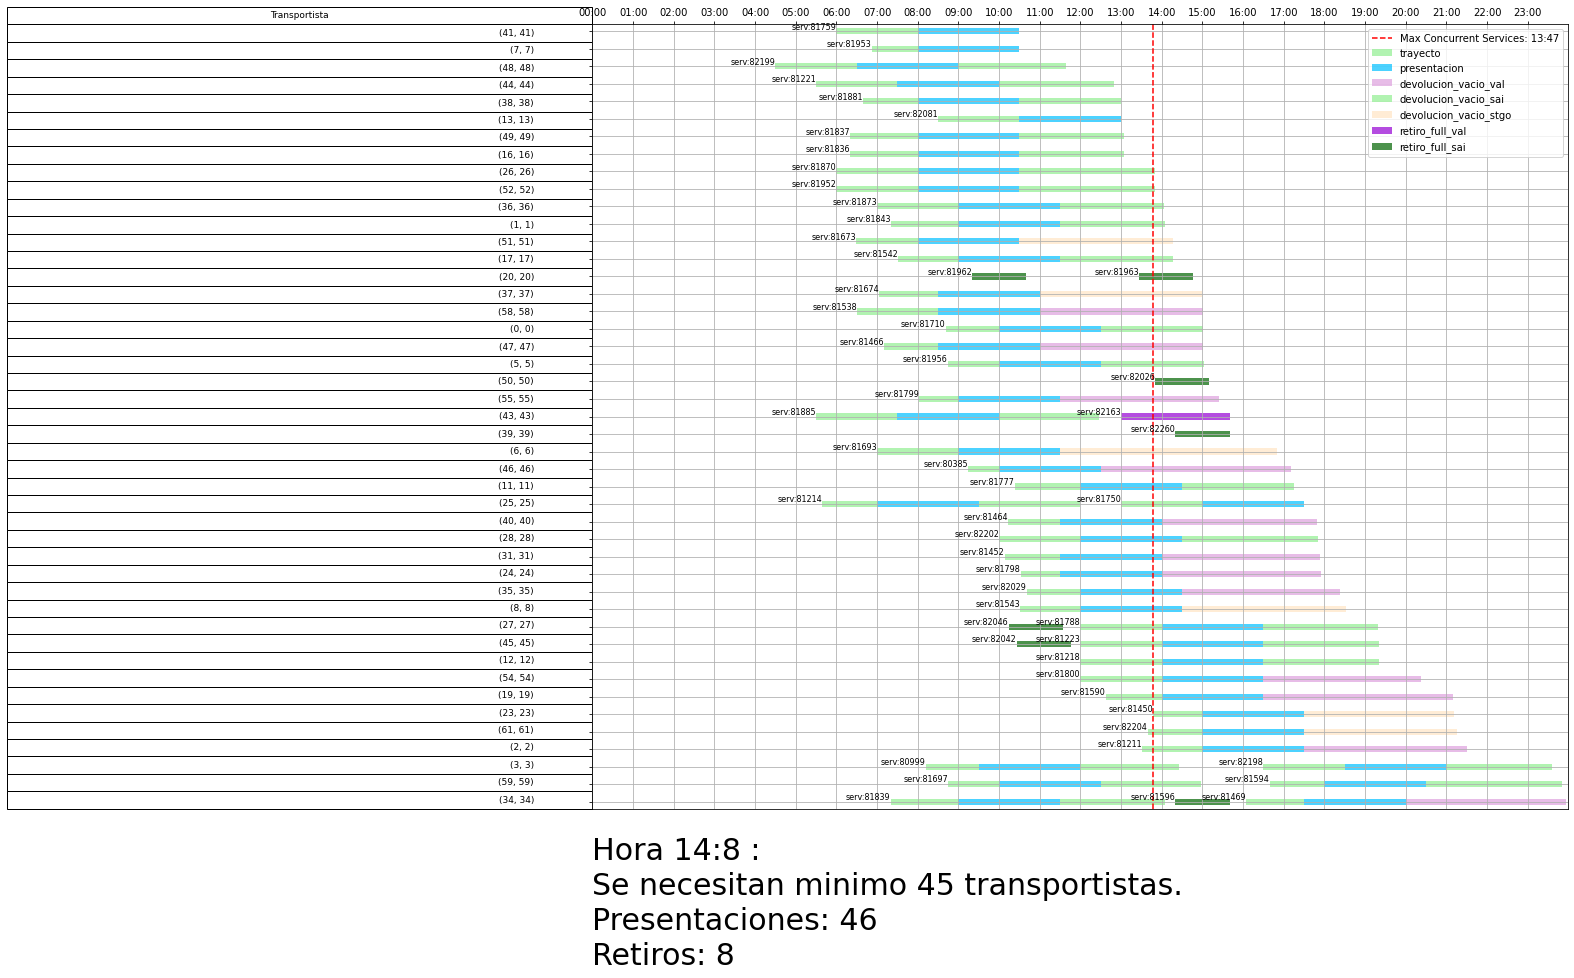 Transportista
00:00 01:00 02:00 03:00 04:00 05:00 06:00 07:00 08:00 09:00 10:00 11:00 12:00 13:00 14:00 15:00 16:00 17:00 18:00 19:00 20:00 21:00 22:00 23:00
Max Concurrent Services: 13:47
trayecto
presentacion
devolucion_vacio_val
devolucion_vacio_sai
devolucion_vacio_stgo
retiro_full_val
retiro_full_sai
(41, 41) serv:81759
(7, 7) serv:81953
(48, 48) serv:82199
(44, 44) serv:81221
(38, 38) serv:81881
(13, 13) serv:82081
(49, 49) serv:81837
(16, 16) serv:81836
(26, 26) serv:81870
(52, 52) serv:81952
(36, 36) serv:81873
(1, 1) serv:81843
(51, 51) serv:81673
(17, 17) serv:81542
(20, 20) serv:81962 serv:81963
(37, 37) serv:81674
(58, 58) serv:81538
(0, 0) serv:81710
(47, 47) serv:81466
(5, 5) serv:81956
(50, 50) serv:82026
(55, 55) serv:81799
(43, 43) serv:81885 serv:82163
(39, 39) serv:82260
(6, 6) serv:81693
(46, 46) serv:80385
(11, 11) serv:81777
(25, 25) serv:81214 serv:81750
(40, 40) serv:81464
(28, 28) serv:82202
(31, 31) serv:81452
(24, 24) serv:81798
(35, 35) serv:82029
(8, 8) serv:81543
(27, 27) serv:82046 serv:81788
(45, 45) serv:82042 serv:81223
(12, 12) serv:81218
(54, 54) serv:81800
(19, 19) serv:81590
(23, 23) serv:81450
(61, 61) serv:82204
(2, 2) serv:81211
(3, 3) serv:80999 serv:82198
(59, 59) serv:81697 serv:81594
(34, 34) serv:81839 serv:81596 serv:81469
Hora 14:8 :
Se necesitan minimo 45 transportistas.
Presentaciones: 46
Retiros: 8